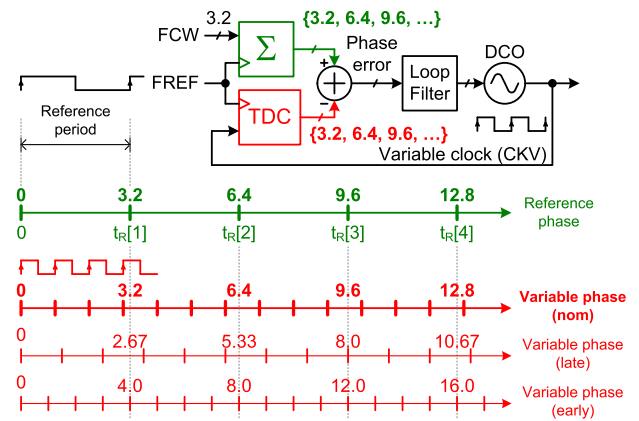 FCW
3.2
{3.2, 6.4, 9.6, …}
Σ
Phase
error
DCO
FREF
+
−
Loop
Filter
TDC
{3.2, 6.4, 9.6, …}
Variable clock (CKV)
Reference
period
0 3.2 6.4 9.6 12.8
0 tR[1] tR[2] tR[3] tR[4]
Reference
phase
0 3.2 6.4 9.6 12.8
Variable phase
(nom)
0 2.67 5.33 8.0 10.67
Variable phase
(late)
0 4.0 8.0 12.0 16.0
Variable phase
(early)